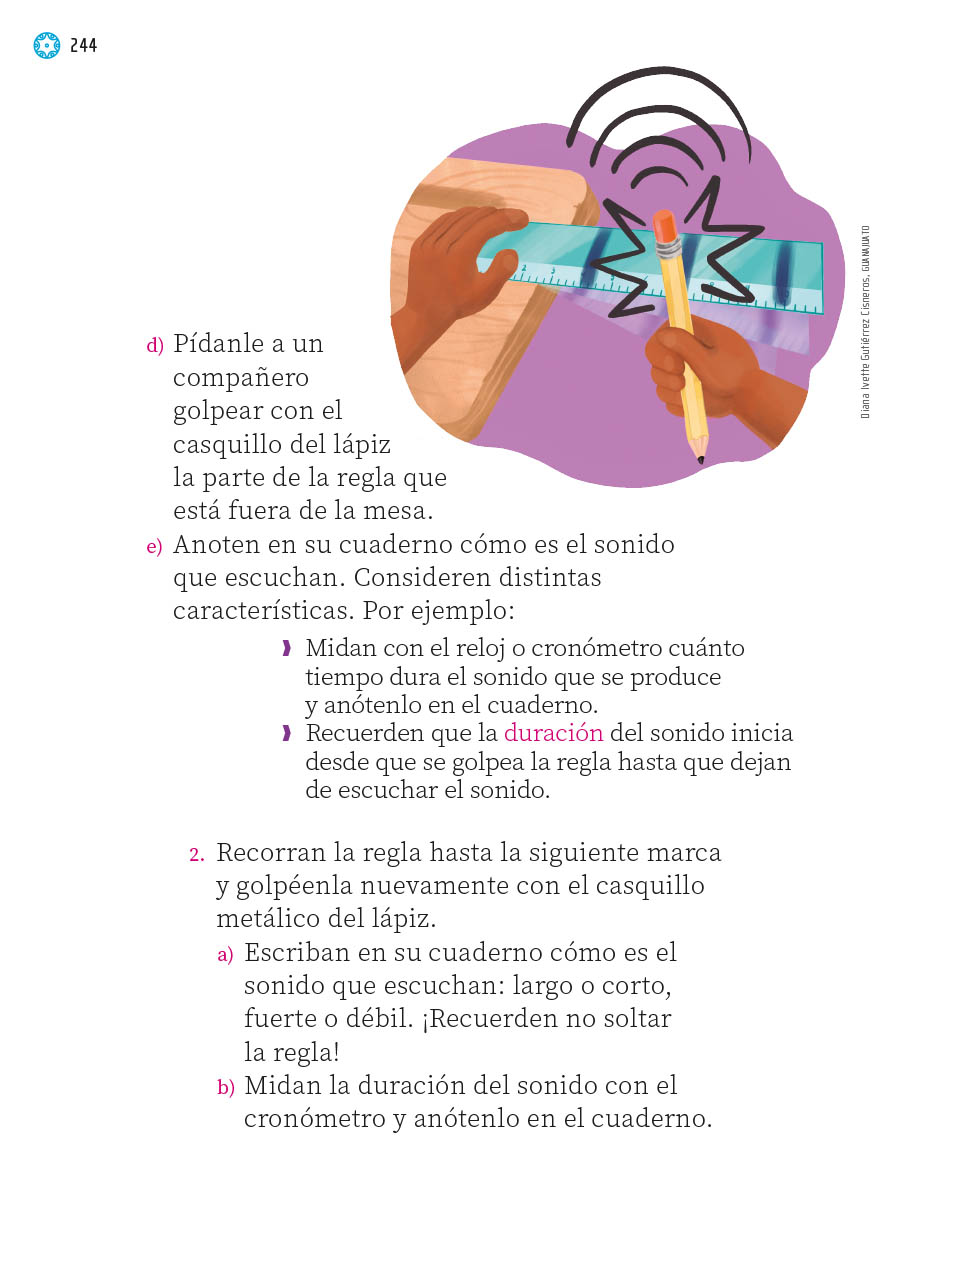 244
d) Pídanle a un
compañero
golpear con el
casquillo del lápiz
la parte de la regla que
está fuera de la mesa.
e) Anoten en su cuaderno cómo es el sonido
que escuchan. Consideren distintas
características. Por ejemplo:
Midan con el reloj o cronómetro cuánto
tiempo dura el sonido que se produce
y anótenlo en el cuaderno.
Recuerden que la duración del sonido inicia
desde que se golpea la regla hasta que dejan
de escuchar el sonido.
2. Recorran la regla hasta la siguiente marca
y golpéenla nuevamente con el casquillo
metálico del lápiz.
a) Escriban en su cuaderno cómo es el
sonido que escuchan: largo o corto,
fuerte o débil. ¡Recuerden no soltar
la regla!
b) Midan la duración del sonido con el
cronómetro y anótenlo en el cuaderno.
Diana Ivette Gutiérrez Cisneros, GUANAJUATO